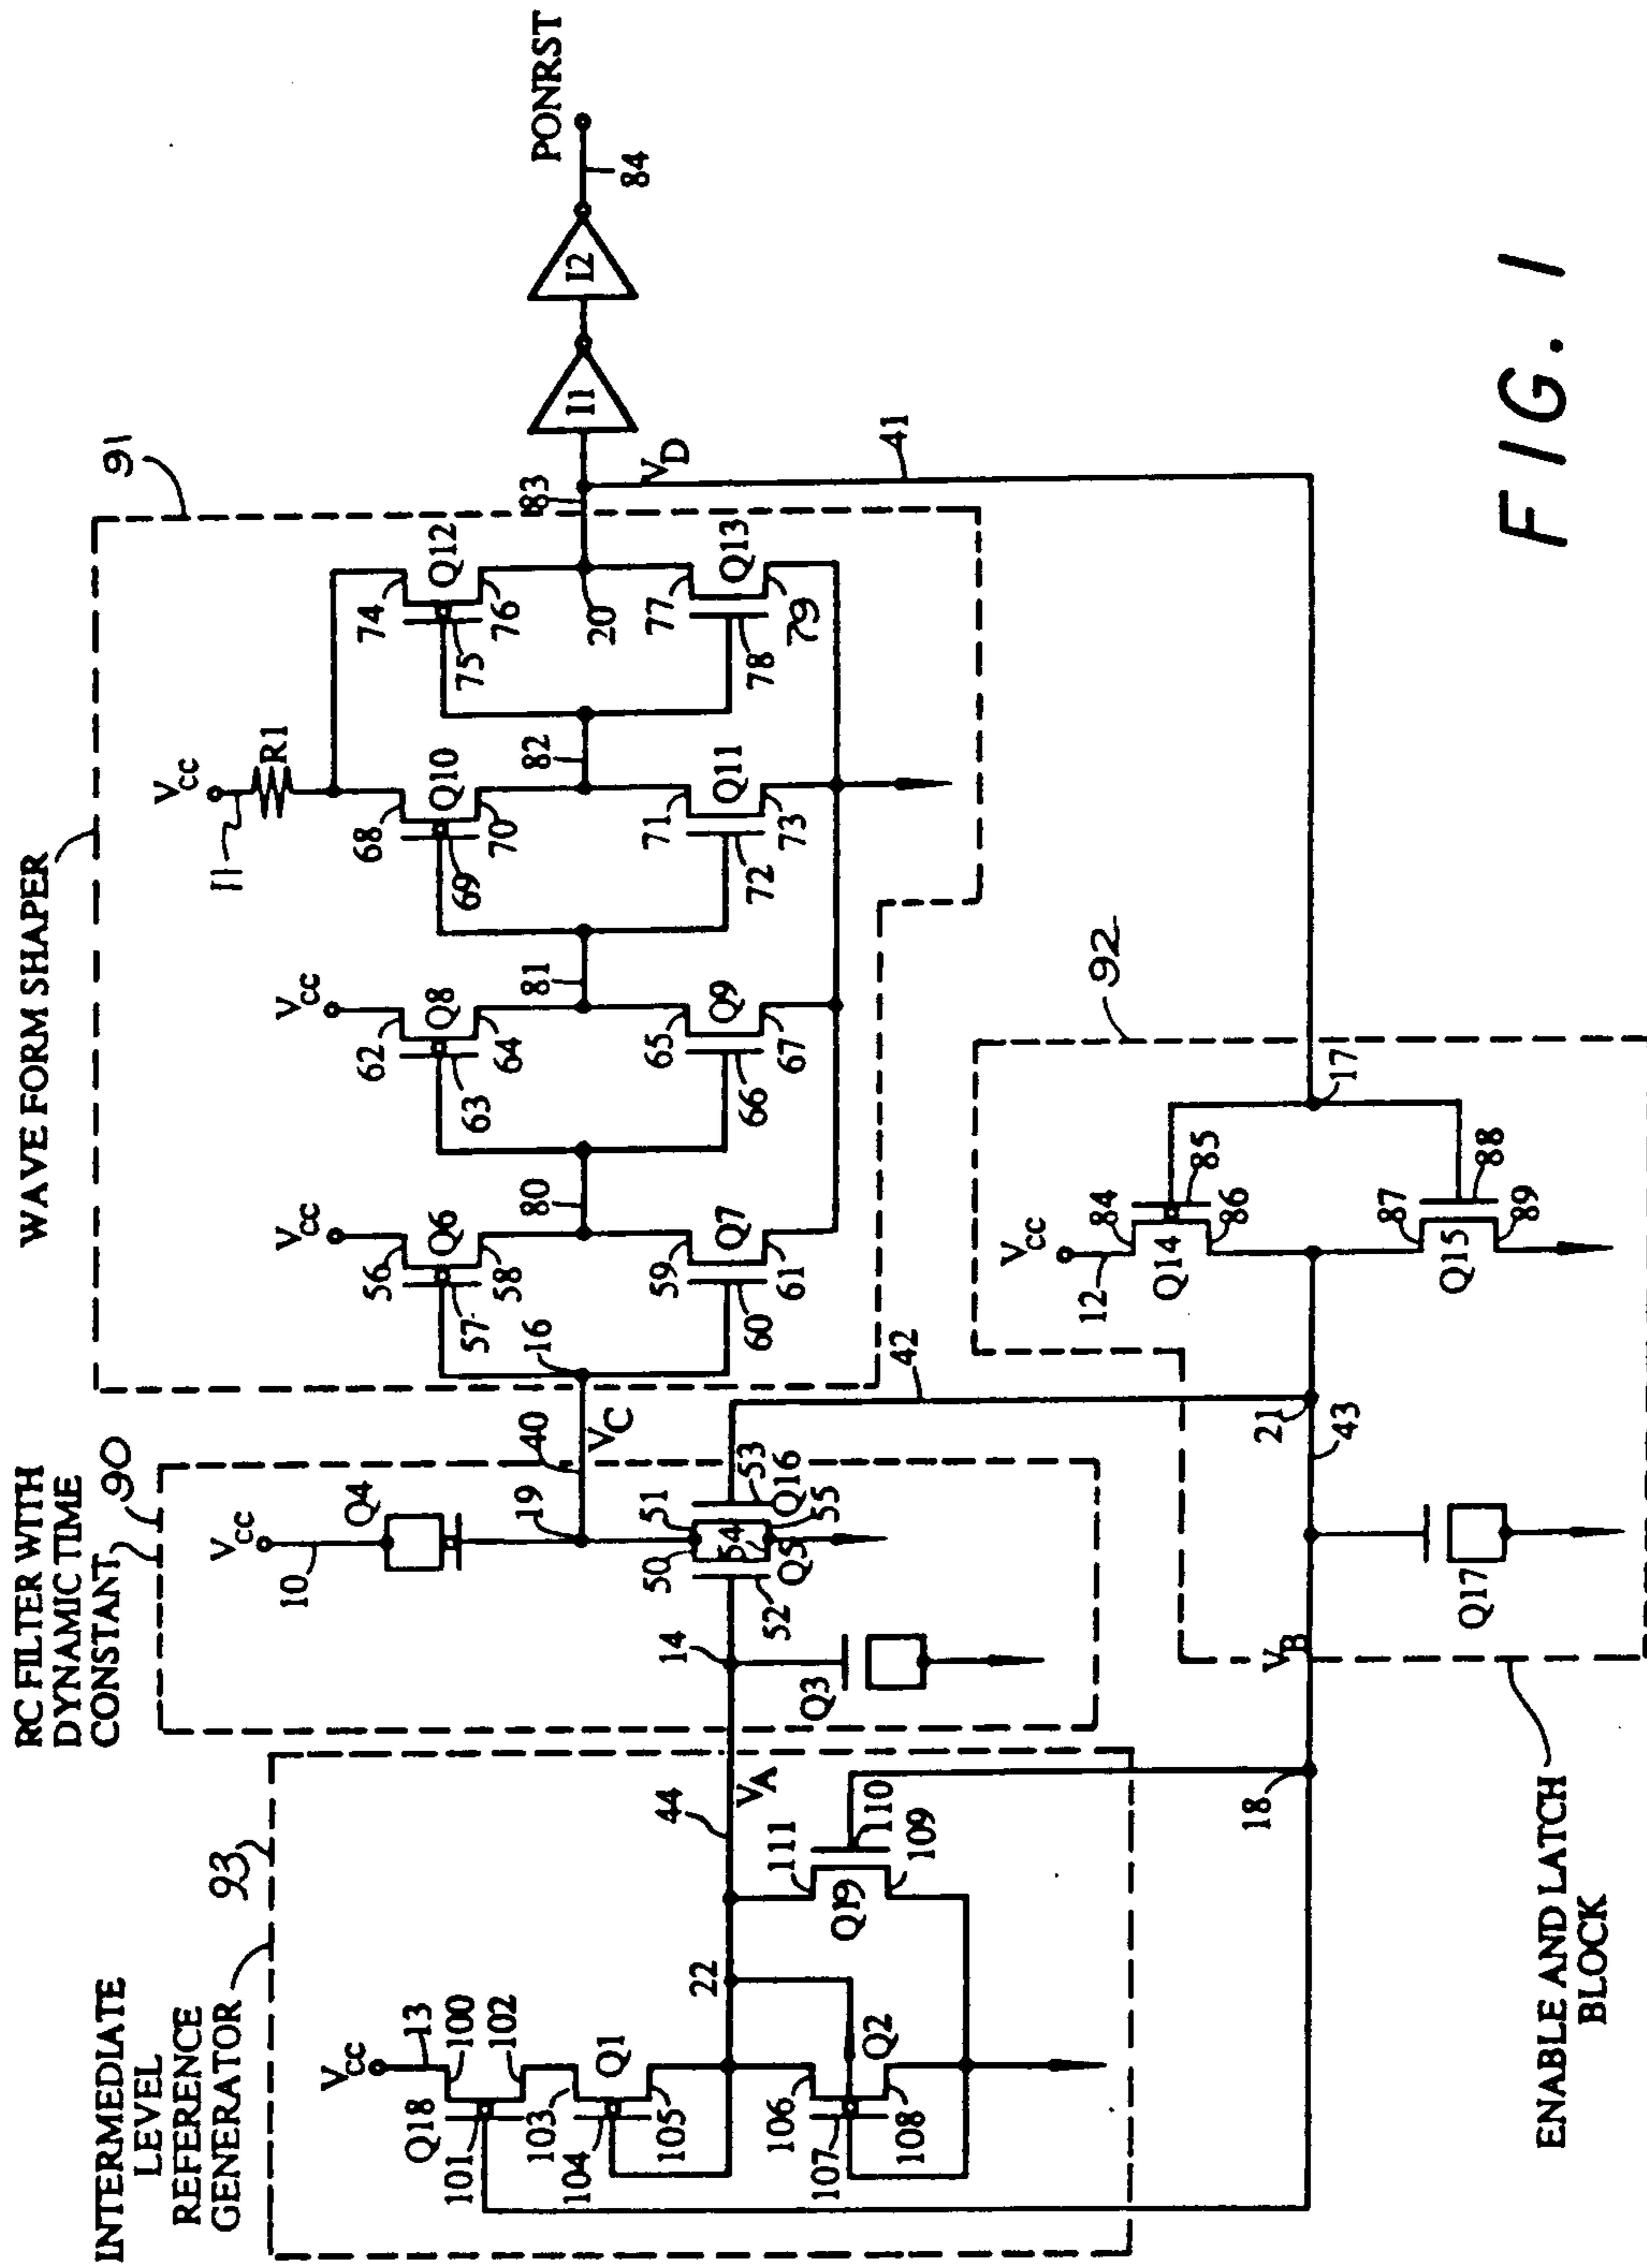 WAVE FORM SHAPER
91
VCC
11
R1
VCC
VCC
56
Q6
57
58
59
Q7
60
61
80
62
Q8
63
64
65
Q9
66
67
81
68
Q10
69
70
71
Q11
72
73
82
74
Q12
75
76
20
77
Q13
78
79
83
VD
I1
I2
PONRST
84
41
RC FILTER WITH
DYNAMIC TIME
CONSTANT
90
VCC
10
Q4
19
40
VC
16
50
51
52
53
54
55
Q5
Q16
14
Q3
42
INTERMEDIATE
LEVEL
REFERENCE
GENERATOR
93
VCC
13
Q18
100
101
102
103
Q1
104
105
22
44
VA
106
Q2
107
108
Q19
111
110
109
18
92
VCC
12
84
Q14
85
86
87
Q15
88
89
17
21
43
VB
Q17
ENABLE AND LATCH
BLOCK
FIG. 1